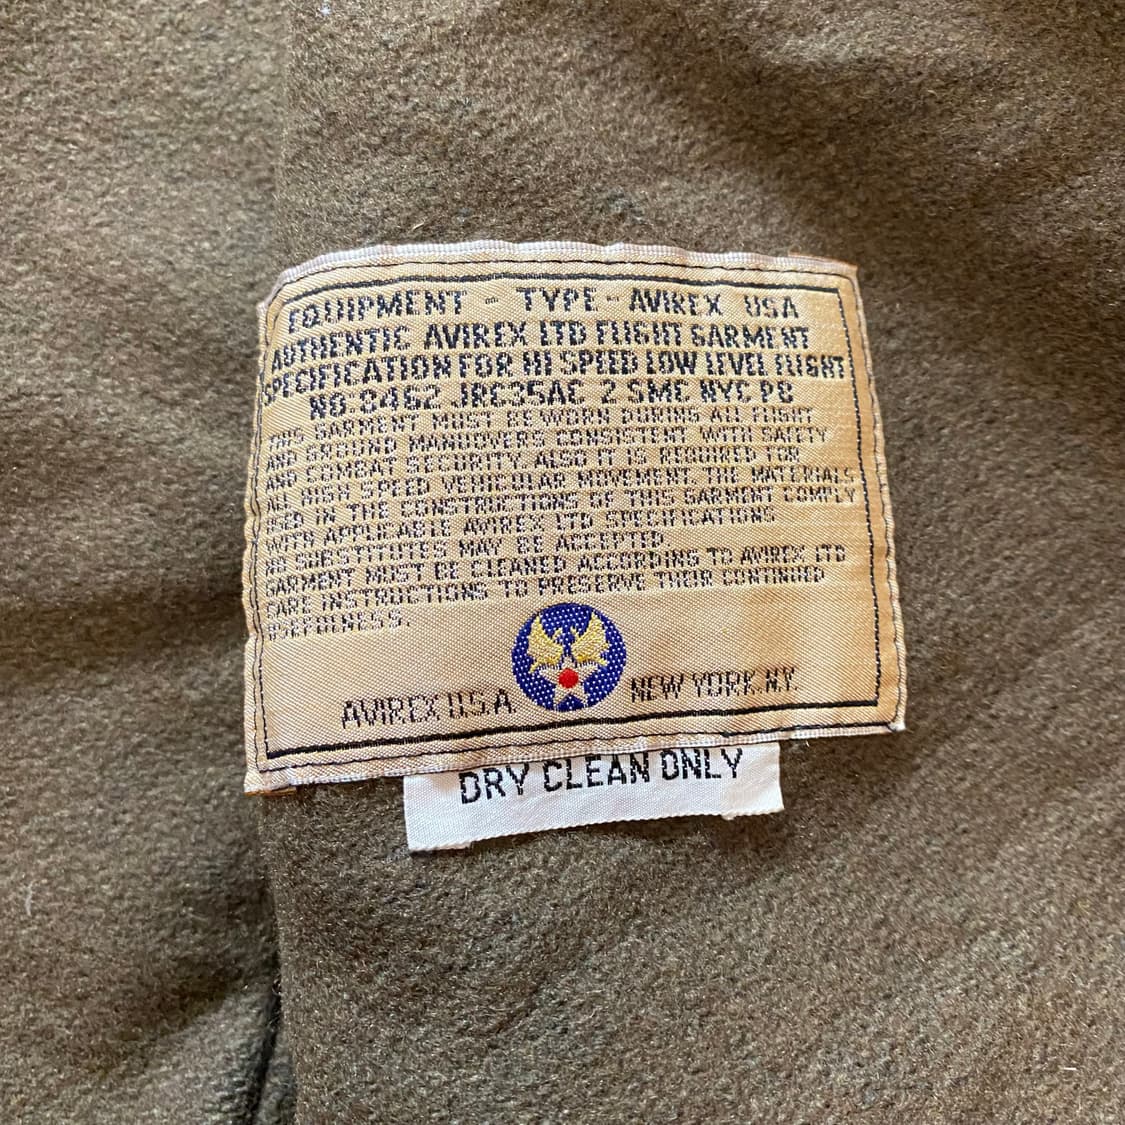 EQUIPMENT - TYPE - AVIREX USA
AUTHENTIC AVIREX LTD FLIGHT GARMENT
SPECIFICATION FOR HI SPEED LOW LEVEL FLIGHT
NO. 8462 JRC35AC 2 SMC NYC PB
THIS GARMENT MUST BE WORN DURING ALL FLIGHT
AND GROUND MANUOVERS CONSISTENT WITH SAFETY
AND COMBAT SECURITY. ALSO IT IS REQUIRED FOR
IN HIGH SPEED VEHICULAR MOVEMENT. THE MATERIALS
USED IN THE CONSTRUCTIONS OF THIS GARMENT COMPLY
WITH APPLICABLE AVIREX LTD SPECIFICATIONS
NO SUBSTITUTES MAY BE ACCEPTED.
GARMENT MUST BE CLEANED ACCORDING TO AVIREX LTD
CARE INSTRUCTIONS TO PRESERVE THEIR CONTINUED
USEFULNESS.
AVIREX U.S.A. NEW YORK. N.Y.
DRY CLEAN ONLY